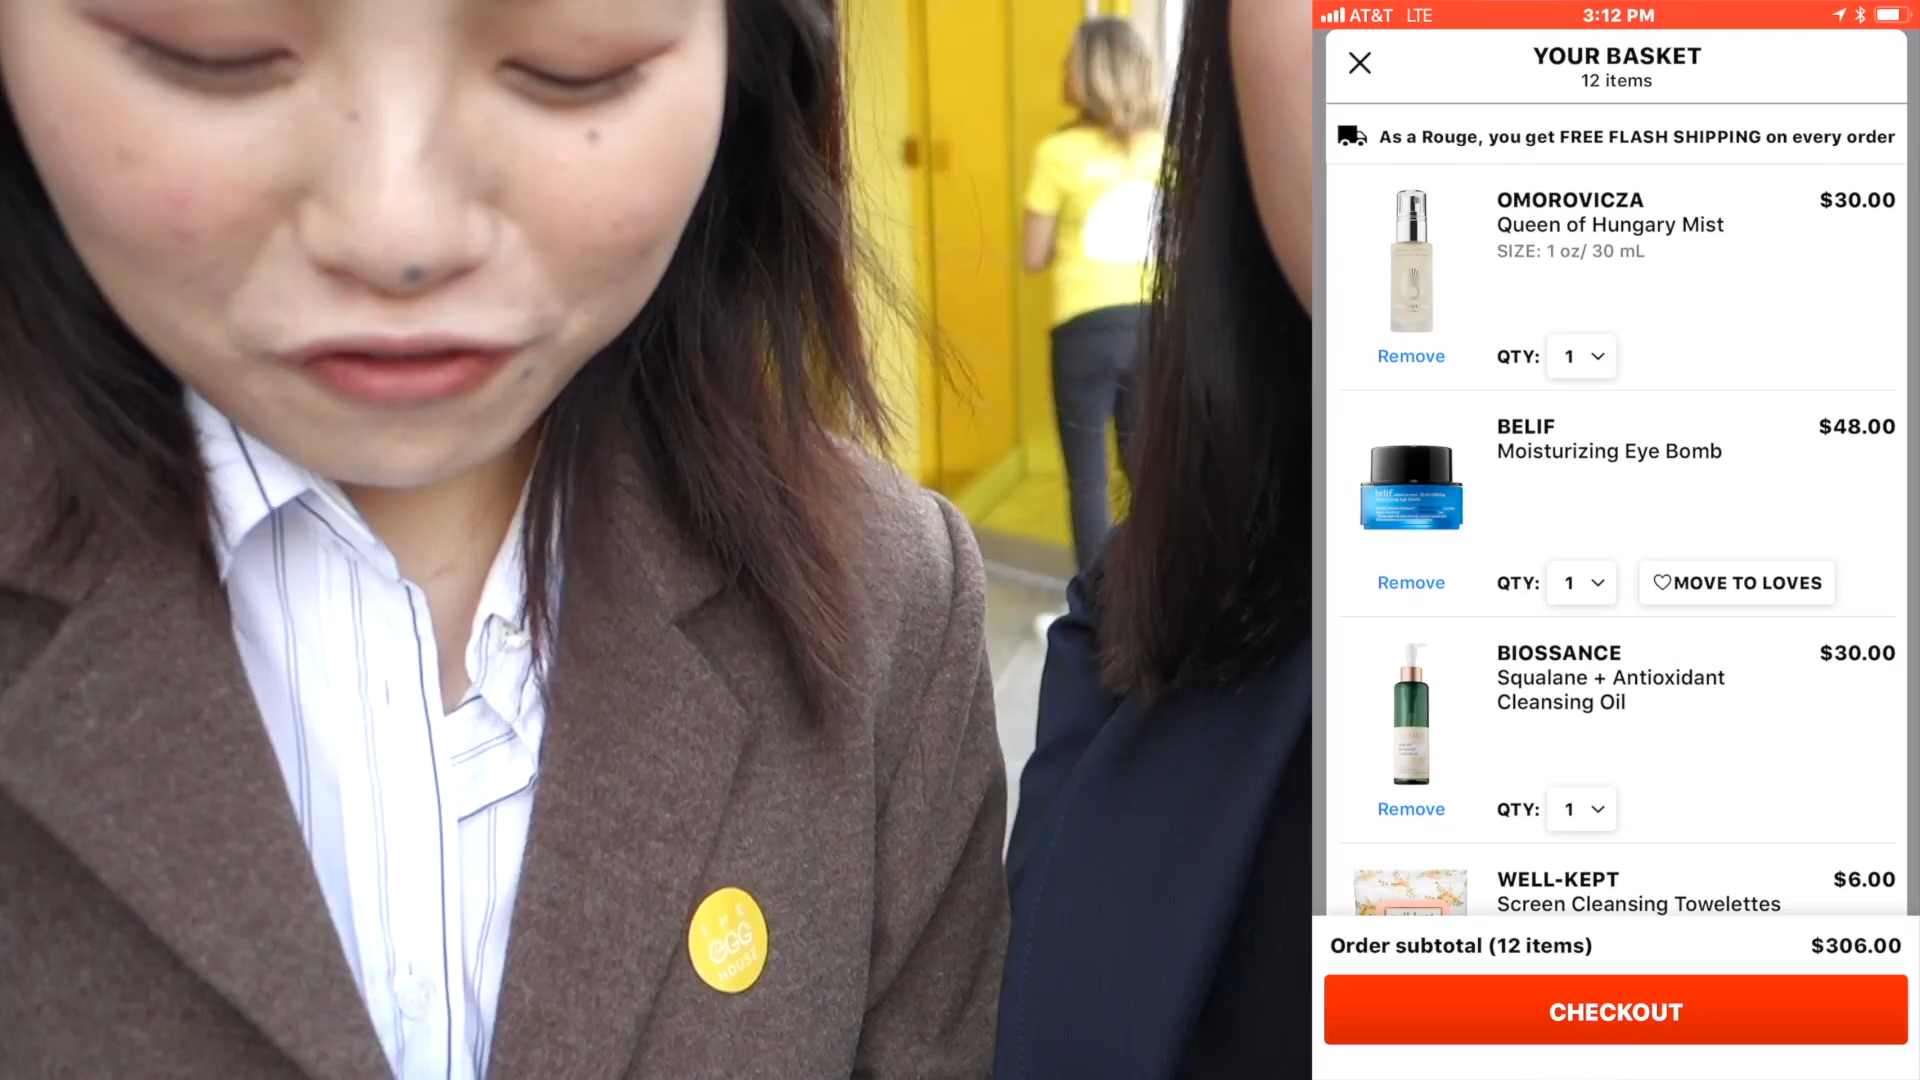 THE
egg
HOUSE
AT&T LTE
3:12 PM
YOUR BASKET
12 items
As a Rouge, you get FREE FLASH SHIPPING on every order
OMOROVICZA
$30.00
Queen of Hungary Mist
SIZE: 1 oz/ 30 mL
Remove
QTY: 1
BELIF
$48.00
Moisturizing Eye Bomb
belif
Remove
QTY: 1
MOVE TO LOVES
BIOSSANCE
$30.00
Squalane + Antioxidant
Cleansing Oil
Remove
QTY: 1
WELL-KEPT
$6.00
Screen Cleansing Towelettes
Order subtotal (12 items)
$306.00
CHECKOUT